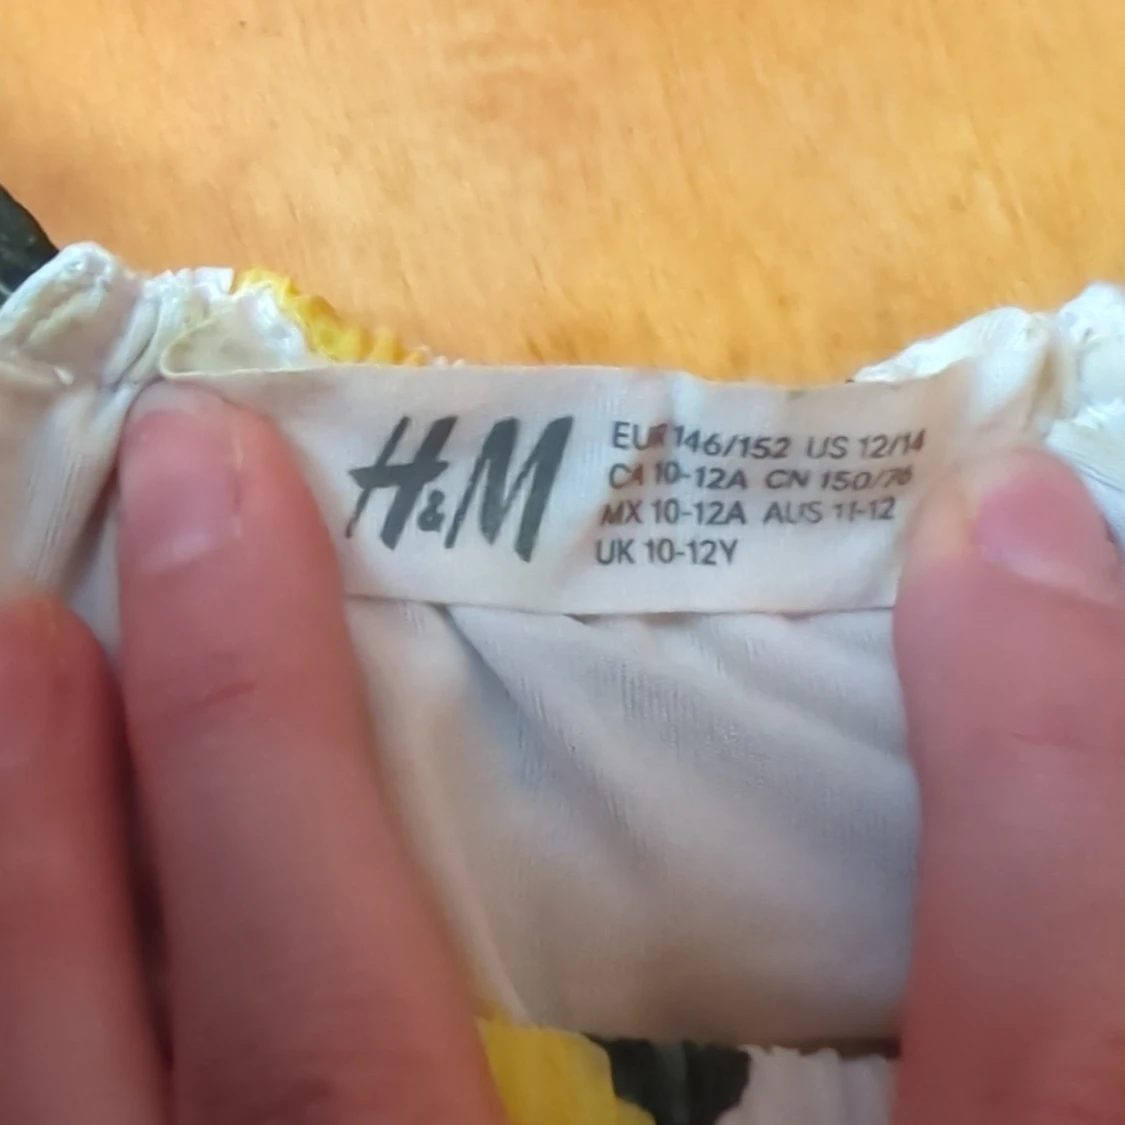 H&M
EUR 146/152 US 12/14
CA 10-12A CN 150/76
MX 10-12A AUS 11-12
UK 10-12Y